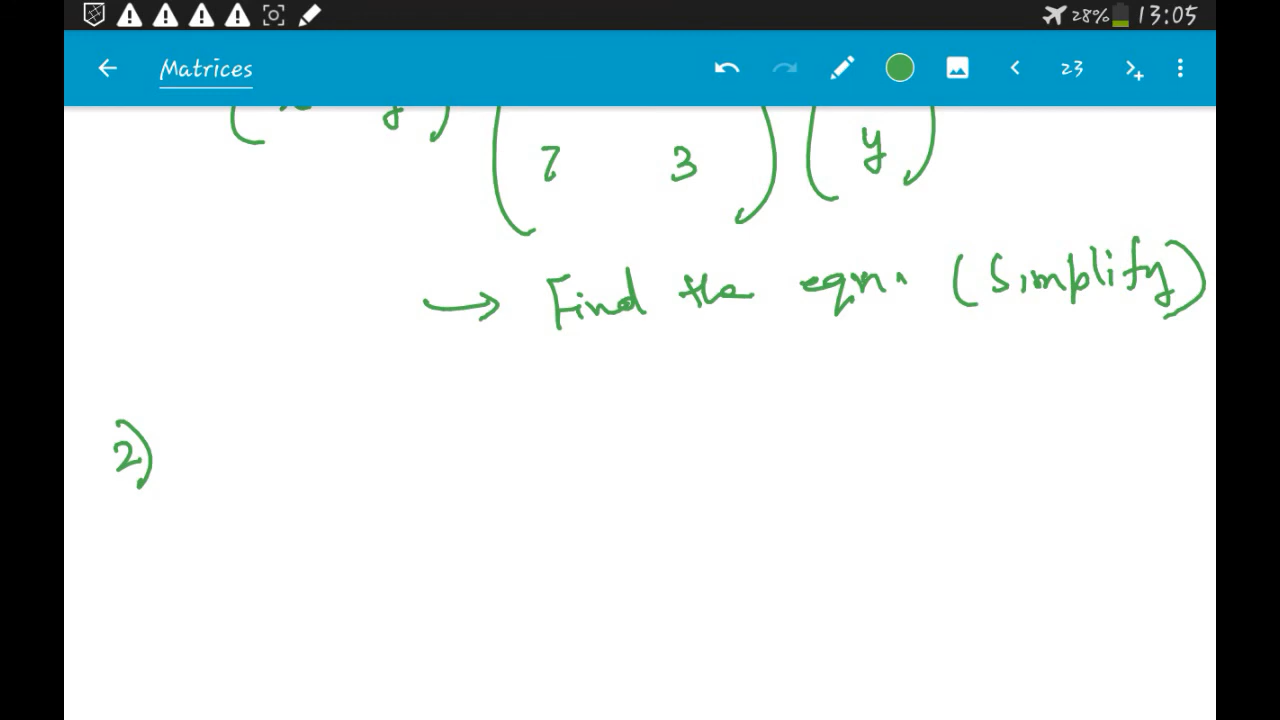 28% 13:05
Matrices 23
(x y) ( ) ( )
7 3 y
→ Find the eqn. (Simplify)
2)